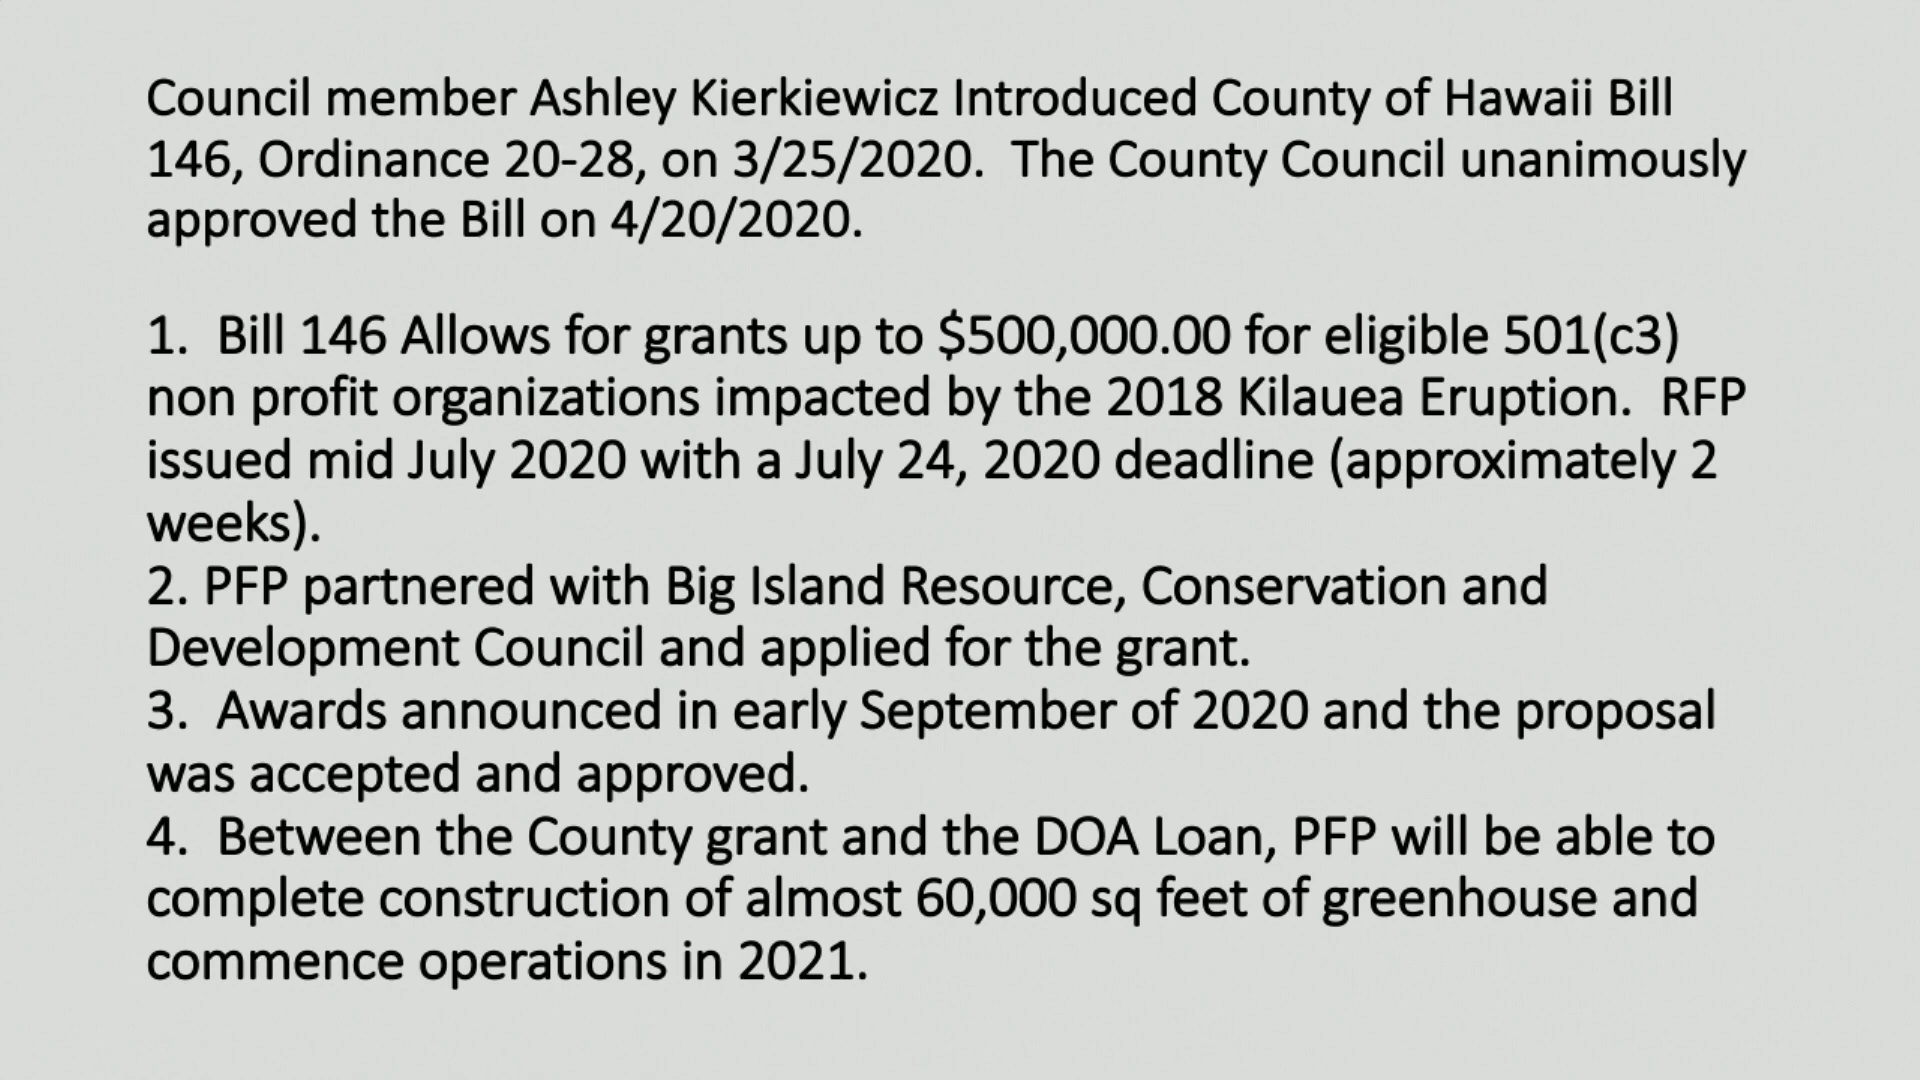 Council member Ashley Kierkiewicz Introduced County of Hawaii Bill
146, Ordinance 20-28, on 3/25/2020.  The County Council unanimously
approved the Bill on 4/20/2020.
1.  Bill 146 Allows for grants up to $500,000.00 for eligible 501(c3)
non profit organizations impacted by the 2018 Kilauea Eruption.  RFP
issued mid July 2020 with a July 24, 2020 deadline (approximately 2
weeks).
2. PFP partnered with Big Island Resource, Conservation and
Development Council and applied for the grant.
3.  Awards announced in early September of 2020 and the proposal
was accepted and approved.
4.  Between the County grant and the DOA Loan, PFP will be able to
complete construction of almost 60,000 sq feet of greenhouse and
commence operations in 2021.